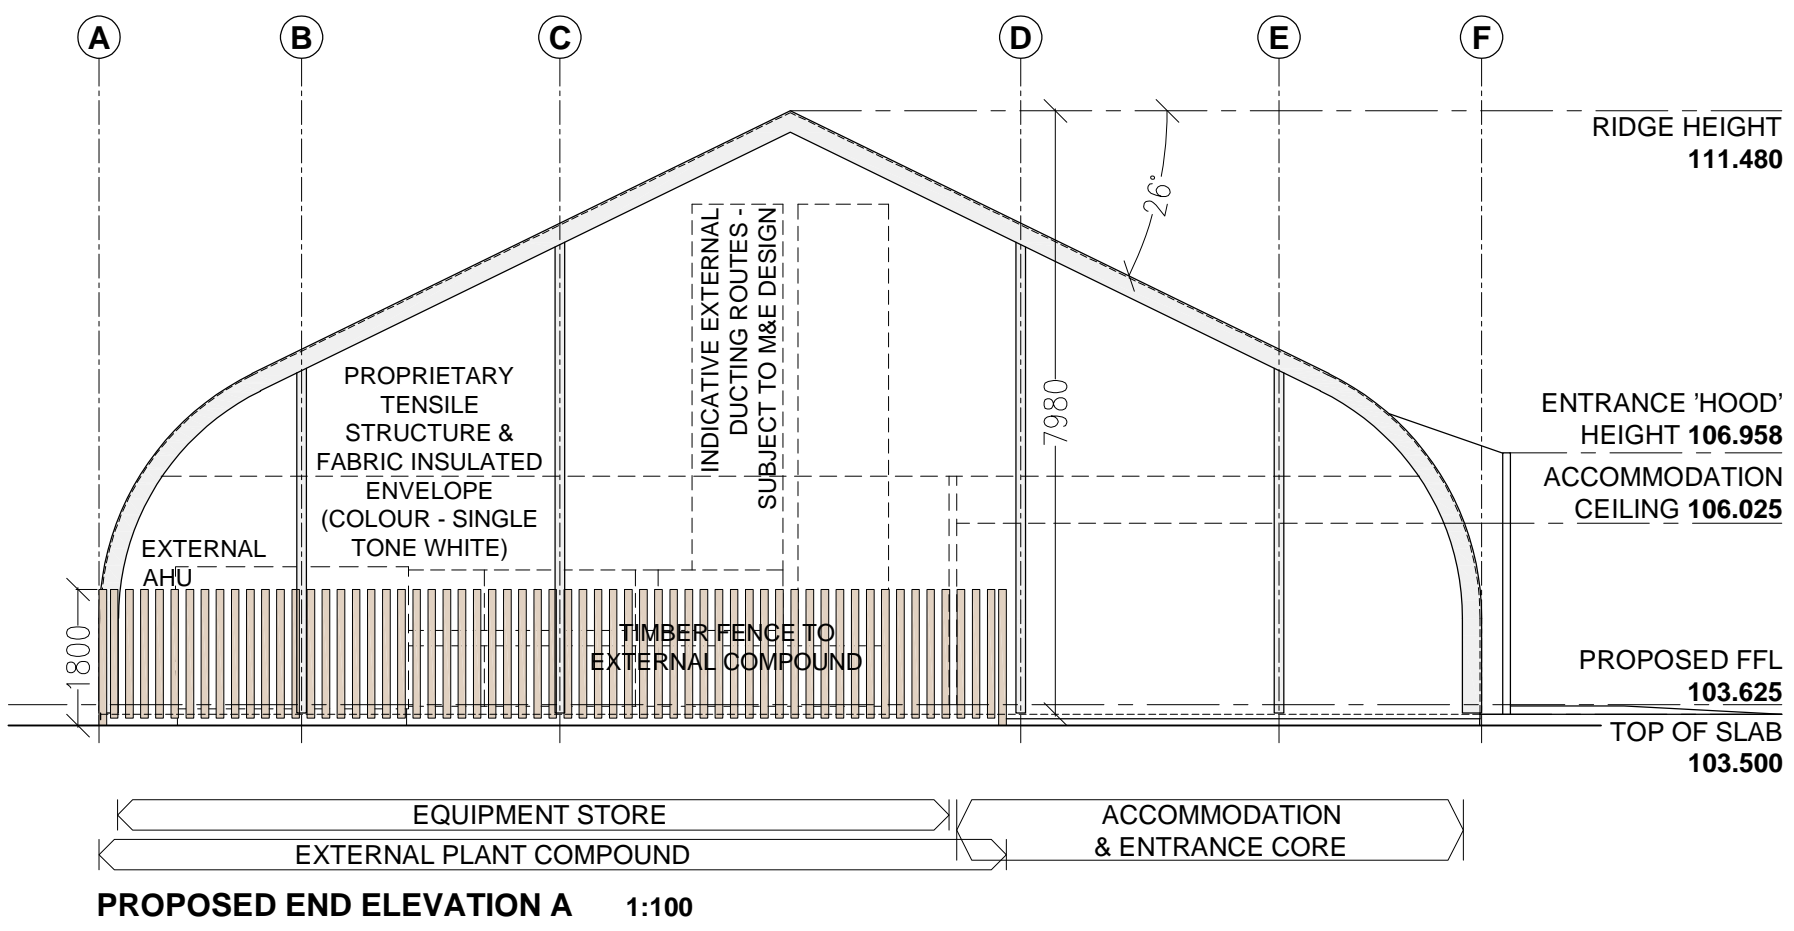 A B C D E F
RIDGE HEIGHT
111.480
26°
INDICATIVE EXTERNAL
DUCTING ROUTES -
SUBJECT TO M&E DESIGN
7980
PROPRIETARY
TENSILE
STRUCTURE &
FABRIC INSULATED
ENVELOPE
(COLOUR - SINGLE
TONE WHITE)
ENTRANCE 'HOOD'
HEIGHT 106.958
ACCOMMODATION
CEILING 106.025
EXTERNAL
AHU
1800
TIMBER FENCE TO
EXTERNAL COMPOUND
PROPOSED FFL
103.625
TOP OF SLAB
103.500
EQUIPMENT STORE
EXTERNAL PLANT COMPOUND
ACCOMMODATION
& ENTRANCE CORE
PROPOSED END ELEVATION A 1:100